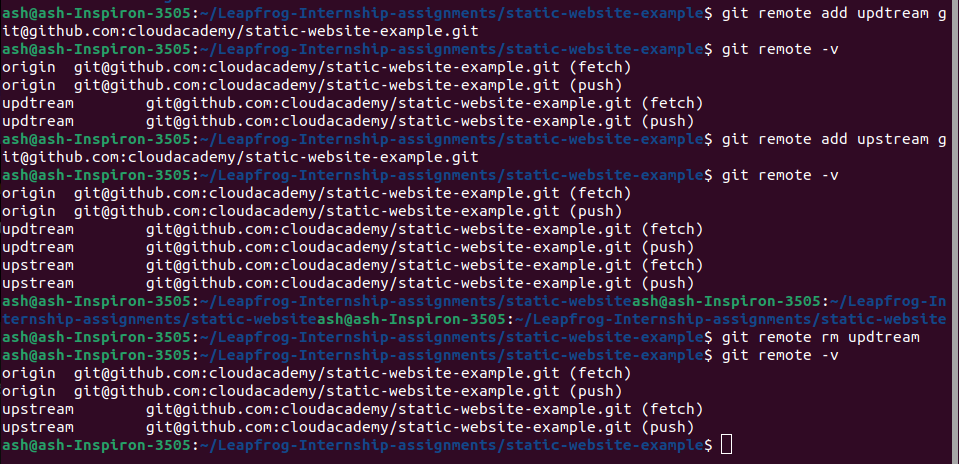 ash@ash-Inspiron-3505:~/Leapfrog-Internship-assignments/static-website-example$ git remote add updtream g
it@github.com:cloudacademy/static-website-example.git
ash@ash-Inspiron-3505:~/Leapfrog-Internship-assignments/static-website-example$ git remote -v
origin  git@github.com:cloudacademy/static-website-example.git (fetch)
origin  git@github.com:cloudacademy/static-website-example.git (push)
updtream        git@github.com:cloudacademy/static-website-example.git (fetch)
updtream        git@github.com:cloudacademy/static-website-example.git (push)
ash@ash-Inspiron-3505:~/Leapfrog-Internship-assignments/static-website-example$ git remote add upstream g
it@github.com:cloudacademy/static-website-example.git
ash@ash-Inspiron-3505:~/Leapfrog-Internship-assignments/static-website-example$ git remote -v
origin  git@github.com:cloudacademy/static-website-example.git (fetch)
origin  git@github.com:cloudacademy/static-website-example.git (push)
updtream        git@github.com:cloudacademy/static-website-example.git (fetch)
updtream        git@github.com:cloudacademy/static-website-example.git (push)
upstream        git@github.com:cloudacademy/static-website-example.git (fetch)
upstream        git@github.com:cloudacademy/static-website-example.git (push)
ash@ash-Inspiron-3505:~/Leapfrog-Internship-assignments/static-websiteash@ash-Inspiron-3505:~/Leapfrog-In
ternship-assignments/static-websiteash@ash-Inspiron-3505:~/Leapfrog-Internship-assignments/static-website
ash@ash-Inspiron-3505:~/Leapfrog-Internship-assignments/static-website-example$ git remote rm updtream
ash@ash-Inspiron-3505:~/Leapfrog-Internship-assignments/static-website-example$ git remote -v
origin  git@github.com:cloudacademy/static-website-example.git (fetch)
origin  git@github.com:cloudacademy/static-website-example.git (push)
upstream        git@github.com:cloudacademy/static-website-example.git (fetch)
upstream        git@github.com:cloudacademy/static-website-example.git (push)
ash@ash-Inspiron-3505:~/Leapfrog-Internship-assignments/static-website-example$